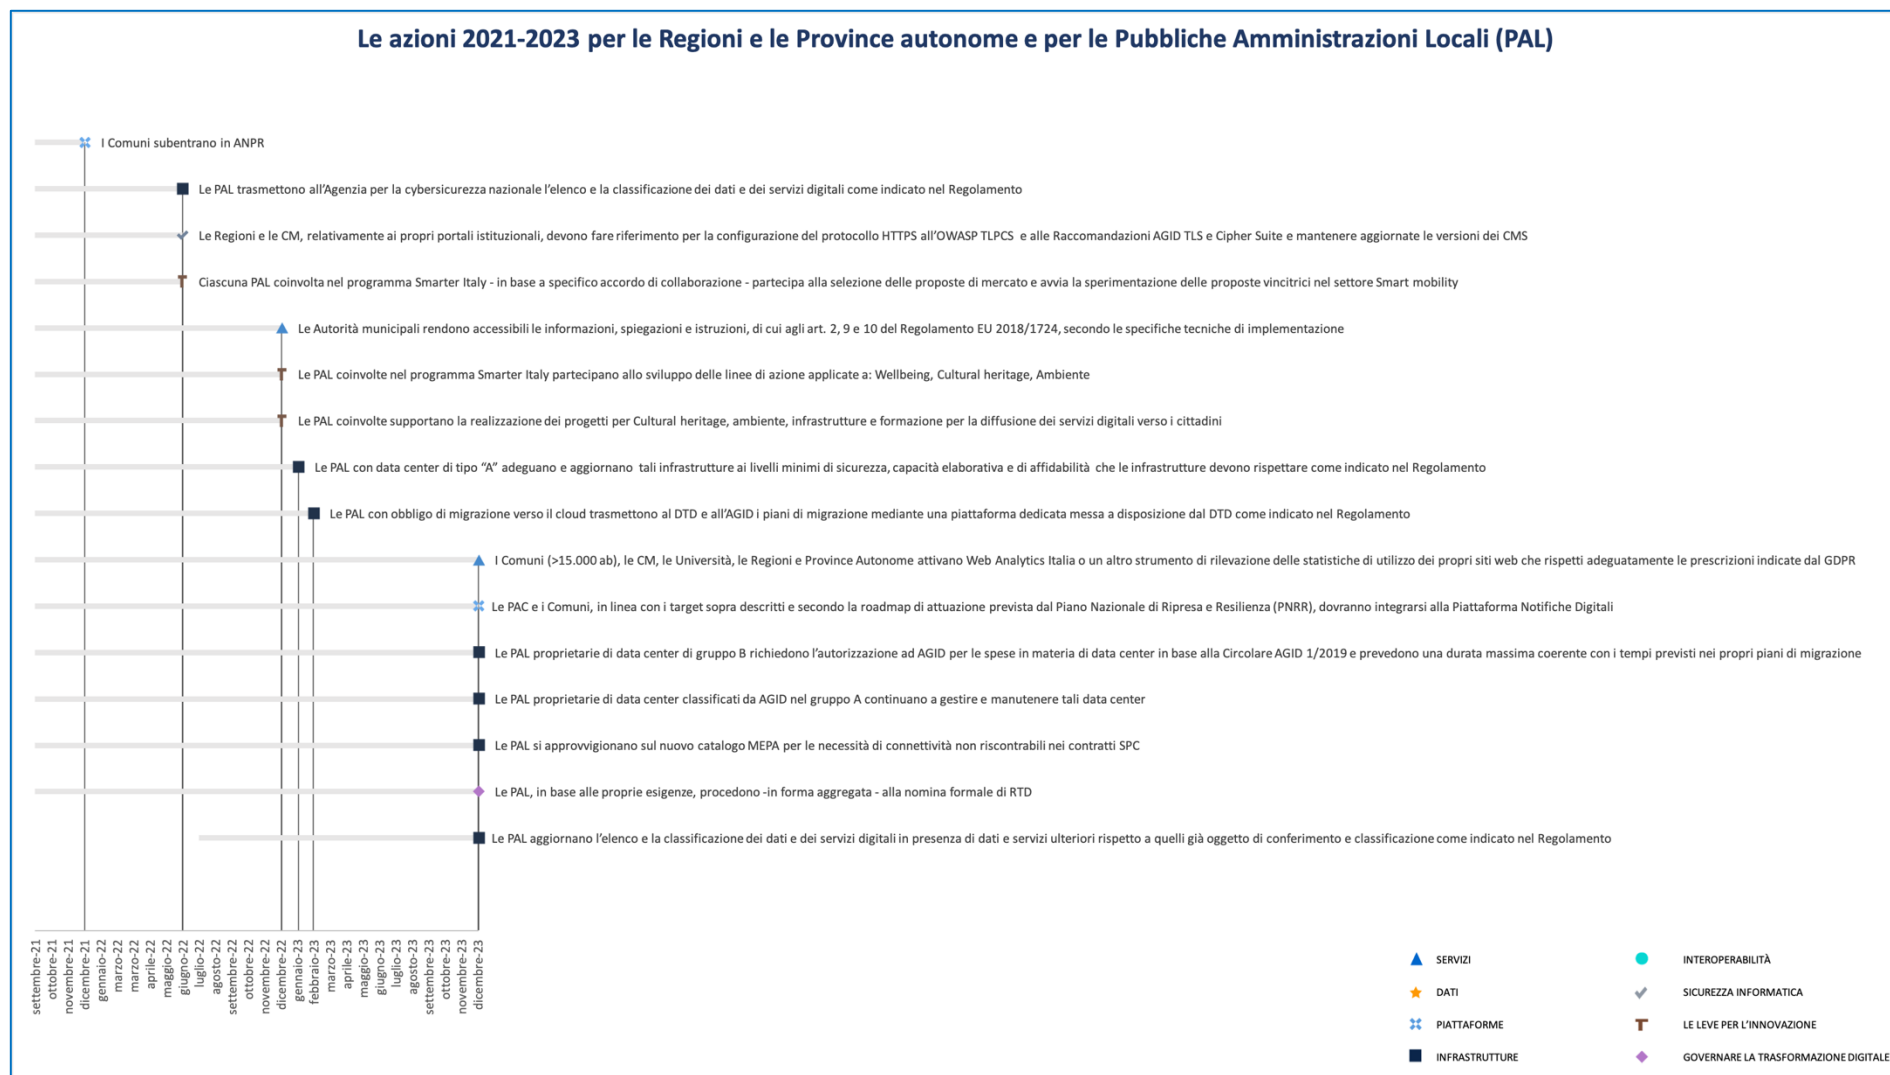 Le azioni 2021-2023 per le Regioni e le Province autonome e per le Pubbliche Amministrazioni Locali (PAL)
I Comuni subentrano in ANPR
Le PAL trasmettono all’Agenzia per la cybersicurezza nazionale l’elenco e la classificazione dei dati e dei servizi digitali come indicato nel Regolamento
Le Regioni e le CM, relativamente ai propri portali istituzionali, devono fare riferimento per la configurazione del protocollo HTTPS all’OWASP TLPCS e alle Raccomandazioni AGID TLS e Cipher Suite e mantenere aggiornate le versioni dei CMS
Ciascuna PAL coinvolta nel programma Smarter Italy - in base a specifico accordo di collaborazione - partecipa alla selezione delle proposte di mercato e avvia la sperimentazione delle proposte vincitrici nel settore Smart mobility
Le Autorità municipali rendono accessibili le informazioni, spiegazioni e istruzioni, di cui agli art. 2, 9 e 10 del Regolamento EU 2018/1724, secondo le specifiche tecniche di implementazione
Le PAL coinvolte nel programma Smarter Italy partecipano allo sviluppo delle linee di azione applicate a: Wellbeing, Cultural heritage, Ambiente
Le PAL coinvolte supportano la realizzazione dei progetti per Cultural heritage, ambiente, infrastrutture e formazione per la diffusione dei servizi digitali verso i cittadini
Le PAL con data center di tipo “A” adeguano e aggiornano tali infrastrutture ai livelli minimi di sicurezza, capacità elaborativa e di affidabilità che le infrastrutture devono rispettare come indicato nel Regolamento
Le PAL con obbligo di migrazione verso il cloud trasmettono al DTD e all’AGID i piani di migrazione mediante una piattaforma dedicata messa a disposizione dal DTD come indicato nel Regolamento
I Comuni (>15.000 ab), le CM, le Università, le Regioni e Province Autonome attivano Web Analytics Italia o un altro strumento di rilevazione delle statistiche di utilizzo dei propri siti web che rispetti adeguatamente le prescrizioni indicate dal GDPR
Le PAC e i Comuni, in linea con i target sopra descritti e secondo la roadmap di attuazione prevista dal Piano Nazionale di Ripresa e Resilienza (PNRR), dovranno integrarsi alla Piattaforma Notifiche Digitali
Le PAL proprietarie di data center di gruppo B richiedono l’autorizzazione ad AGID per le spese in materia di data center in base alla Circolare AGID 1/2019 e prevedono una durata massima coerente con i tempi previsti nei propri piani di migrazione
Le PAL proprietarie di data center classificati da AGID nel gruppo A continuano a gestire e manutenere tali data center
Le PAL si approvvigionano sul nuovo catalogo MEPA per le necessità di connettività non riscontrabili nei contratti SPC
Le PAL, in base alle proprie esigenze, procedono -in forma aggregata - alla nomina formale di RTD
Le PAL aggiornano l’elenco e la classificazione dei dati e dei servizi digitali in presenza di dati e servizi ulteriori rispetto a quelli già oggetto di conferimento e classificazione come indicato nel Regolamento
settembre-21
ottobre-21
novembre-21
dicembre-21
gennaio-22
marzo-22
marzo-22
aprile-22
maggio-22
giugno-22
luglio-22
agosto-22
settembre-22
ottobre-22
novembre-22
dicembre-22
gennaio-23
febbraio-23
marzo-23
aprile-23
maggio-23
giugno-23
luglio-23
agosto-23
settembre-23
ottobre-23
novembre-23
dicembre-23
SERVIZI
DATI
PIATTAFORME
INFRASTRUTTURE
INTEROPERABILITÀ
SICUREZZA INFORMATICA
LE LEVE PER L’INNOVAZIONE
GOVERNARE LA TRASFORMAZIONE DIGITALE